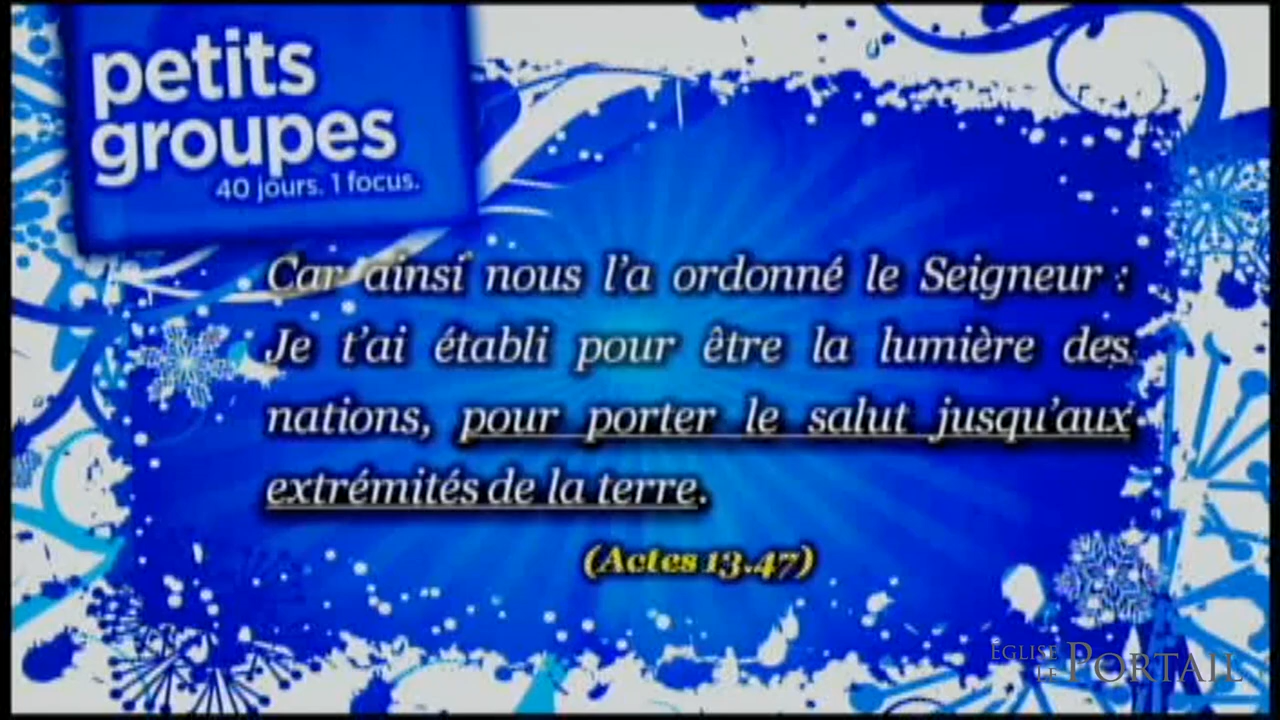 petits
groupes
40 jours. 1 focus.
Car ainsi nous l'a ordonné le Seigneur :
Je t'ai établi pour être la lumière des
nations, pour porter le salut jusqu'aux
extrémités de la terre.
(Actes 13.47)
ÉGLISE
LE PORTAIL